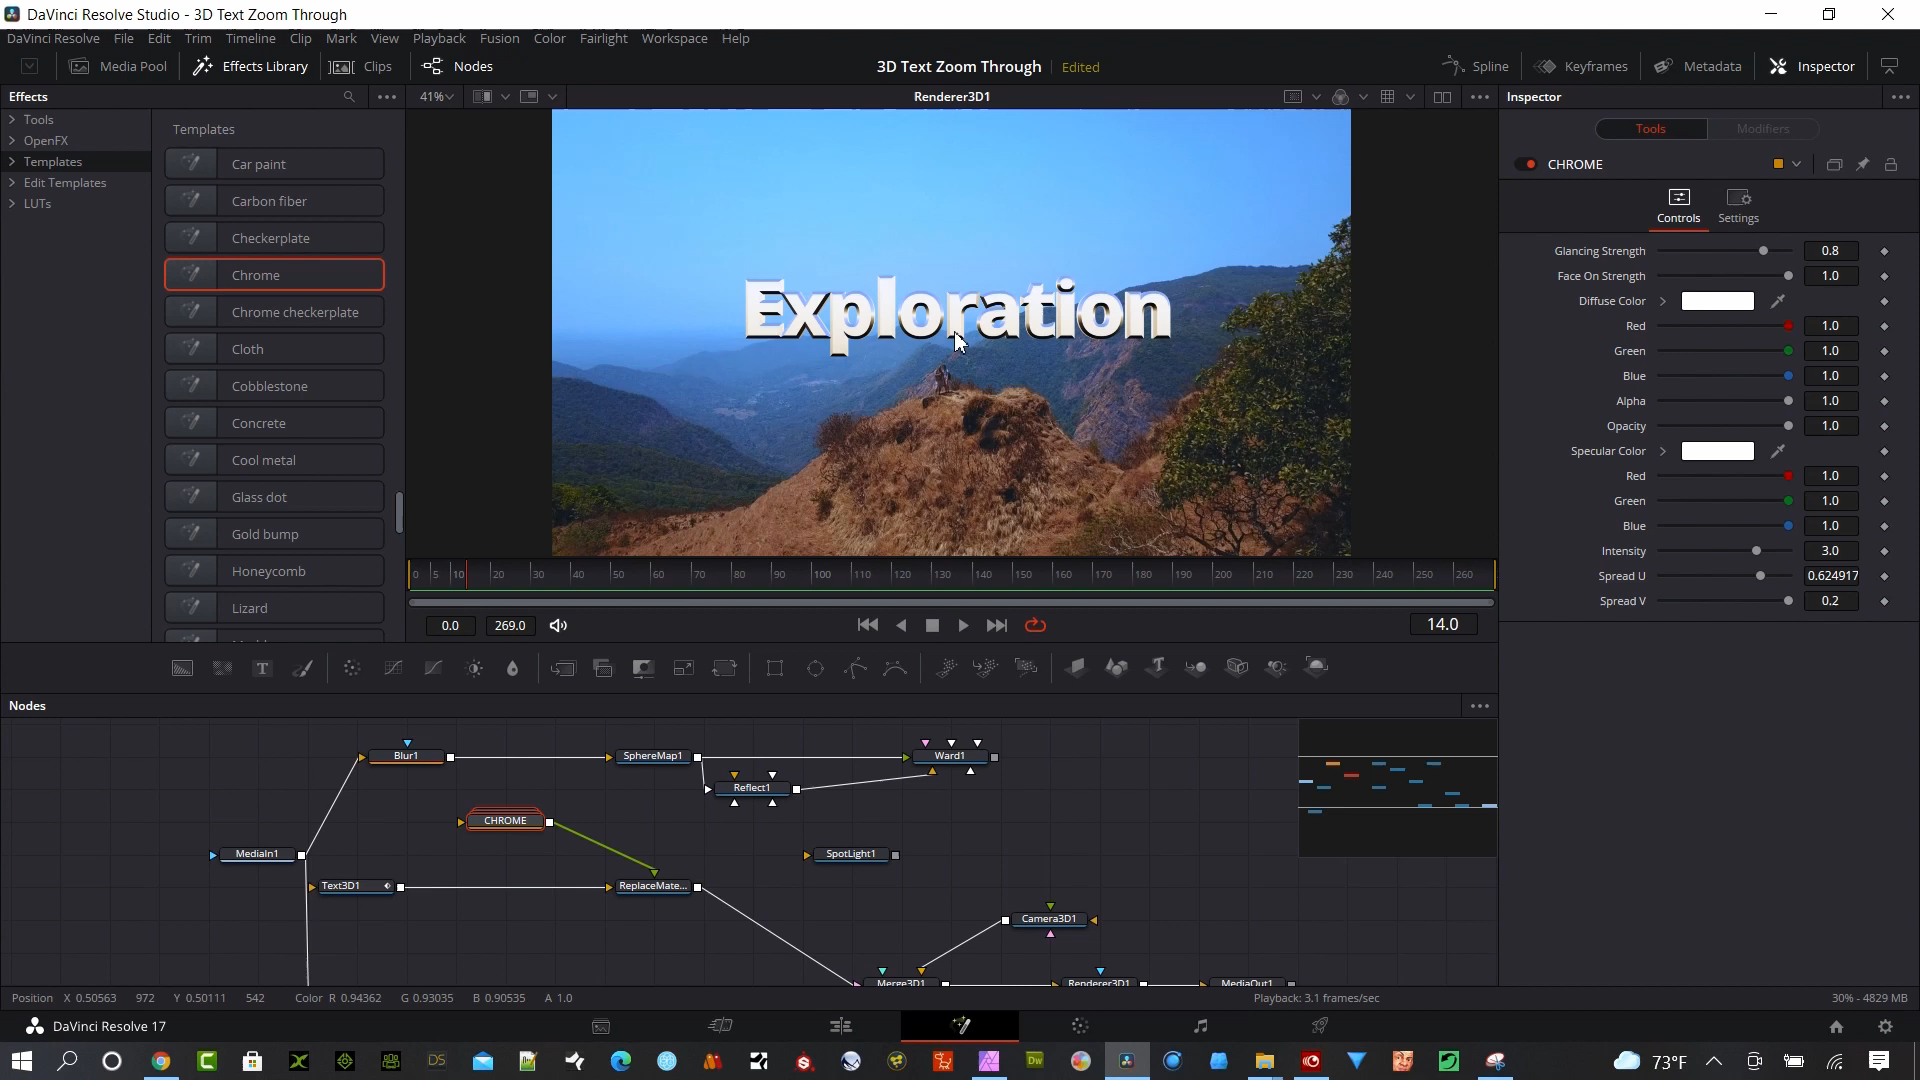 DaVinci Resolve Studio - 3D Text Zoom Through
DaVinci Resolve File Edit Trim Timeline Clip Mark View Playback Fusion Color Fairlight Workspace Help
Media Pool Effects Library Clips Nodes 3D Text Zoom Through Edited Spline Keyframes Metadata Inspector
Effects 41% Renderer3D1 Inspector
Tools
OpenFX
Templates
Edit Templates
LUTs
Templates
Car paint
Carbon fiber
Checkerplate
Chrome
Chrome checkerplate
Cloth
Cobblestone
Concrete
Cool metal
Glass dot
Gold bump
Honeycomb
Lizard
Exploration
0 5 10 20 30 40 50 60 70 80 90 100 110 120 130 140 150 160 170 180 190 200 210 220 230 240 250 260
0.0 269.0 14.0
Tools Modifiers
CHROME
Controls Settings
Glancing Strength 0.8
Face On Strength 1.0
Diffuse Color
Red 1.0
Green 1.0
Blue 1.0
Alpha 1.0
Opacity 1.0
Specular Color
Red 1.0
Green 1.0
Blue 1.0
Intensity 3.0
Spread U 0.624917
Spread V 0.2
Nodes
Blur1 SphereMap1 Ward1
Reflect1
CHROME
MediaIn1 SpotLight1
Text3D1 ReplaceMate...
Camera3D1
Merge3D1 Renderer3D1 MediaOut1
Position X 0.50563 972 Y 0.50111 542 Color R 0.94362 G 0.93035 B 0.90535 A 1.0 Playback: 3.1 frames/sec 30% - 4829 MB
DaVinci Resolve 17
DS Dw 73°F